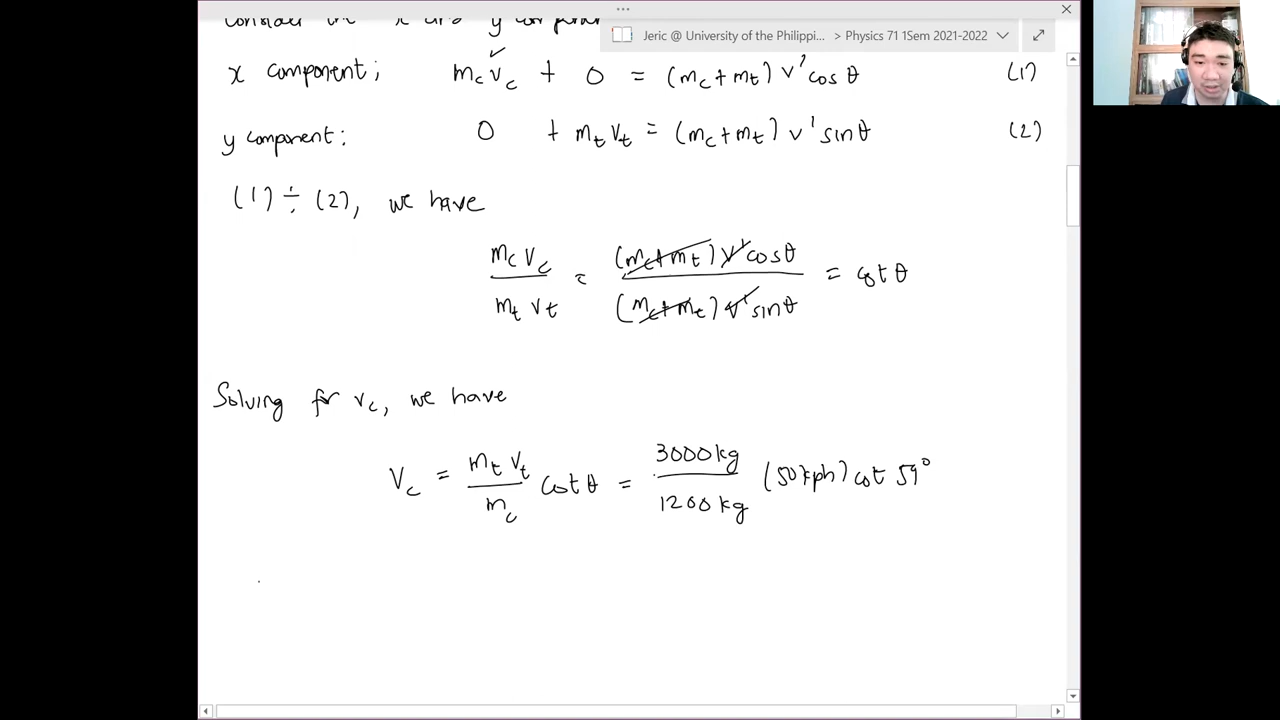 Jeric @ University of the Philippi... > Physics 71 1Sem 2021-2022
x component; m_c v_c + 0 = (m_c + m_t) v' cos θ (1)
y component: 0 + m_t v_t = (m_c + m_t) v' sin θ (2)
(1) ÷ (2), we have
m_c v_c / m_t v_t = (m_c + m_t) v' cos θ / (m_c + m_t) v' sin θ = cot θ
Solving for v_c, we have
v_c = m_t v_t / m_c cot θ = 3000 kg / 1200 kg (50 kph) cot 59°